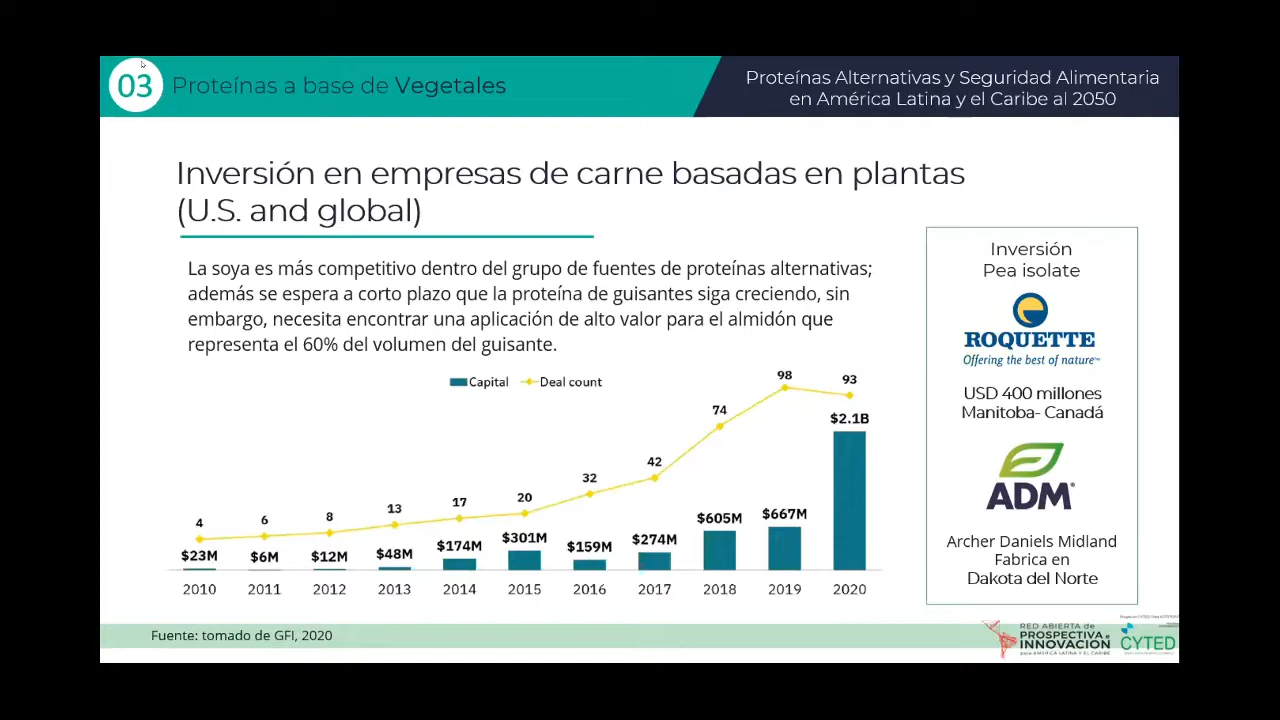 03 Proteínas a base de Vegetales
Proteínas Alternativas y Seguridad Alimentaria
en América Latina y el Caribe al 2050
Inversión en empresas de carne basadas en plantas
(U.S. and global)
La soya es más competitivo dentro del grupo de fuentes de proteínas alternativas;
además se espera a corto plazo que la proteína de guisantes siga creciendo, sin
embargo, necesita encontrar una aplicación de alto valor para el almidón que
representa el 60% del volumen del guisante.
Capital Deal count
4 6 8 13 17 20 32 42 74 98 93
$23M $6M $12M $48M $174M $301M $159M $274M $605M $667M $2.1B
2010 2011 2012 2013 2014 2015 2016 2017 2018 2019 2020
Inversión
Pea isolate
ROQUETTE
Offering the best of nature™
USD 400 millones
Manitoba- Canadá
ADM
Archer Daniels Midland
Fabrica en
Dakota del Norte
Fuente: tomado de GFI, 2020
RED ABIERTA de
PROSPECTIVA e
INNOVACIÓN
para AMÉRICA LATINA Y EL CARIBE
CYTED